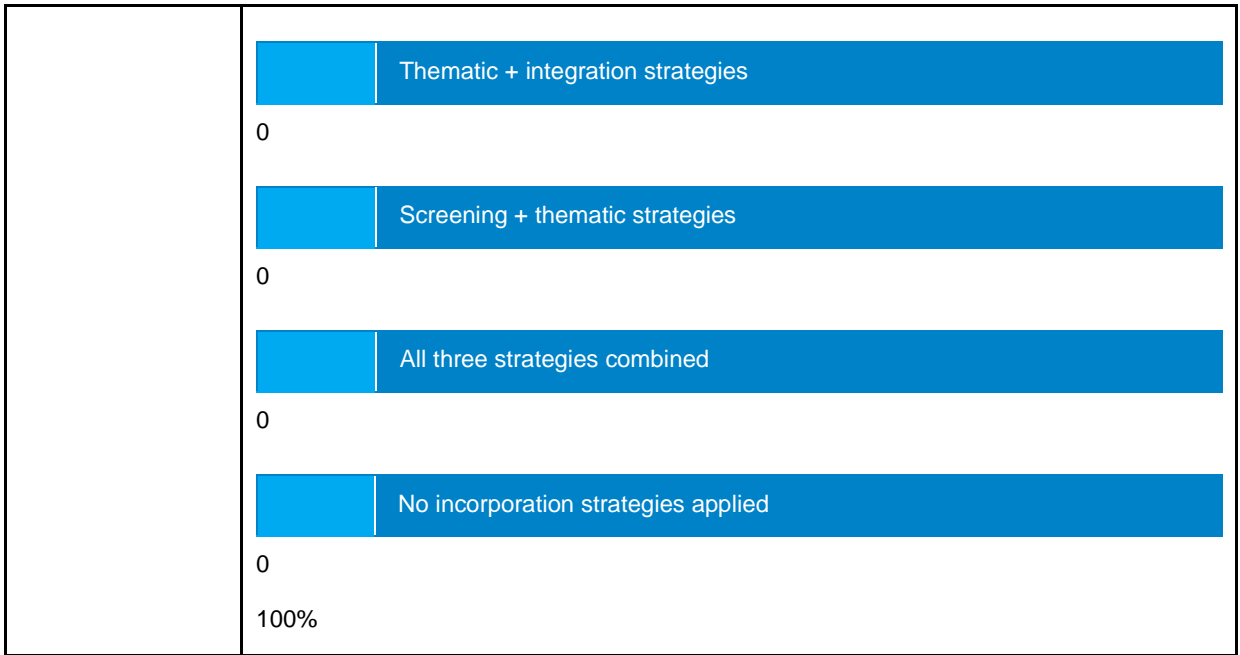 Thematic + integration strategies
0
Screening + thematic strategies
0
All three strategies combined
0
No incorporation strategies applied
0
100%